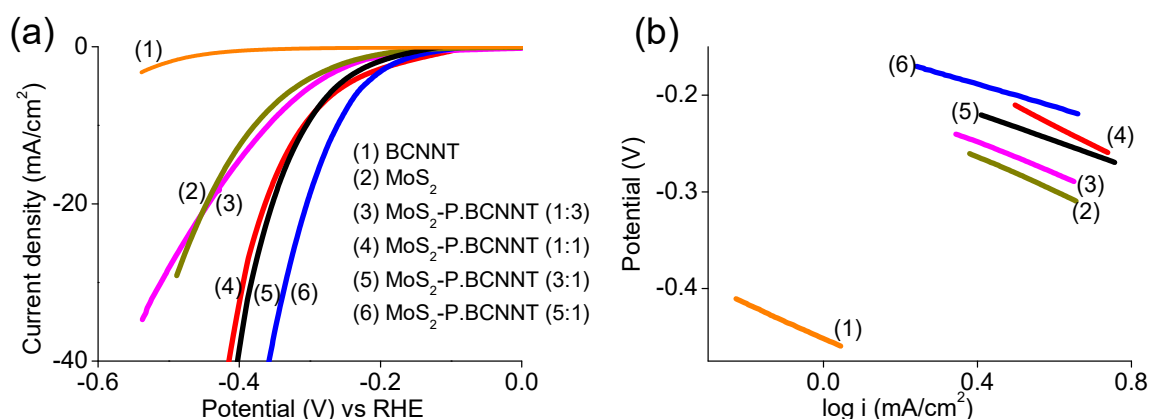 (a)
Current density (mA/cm²)
0
-20
-40
-0.6
-0.4
-0.2
0.0
Potential (V) vs RHE
(1)
(2)
(3)
(4)
(5)
(6)
(1) BCNNT
(2) MoS₂
(3) MoS₂-P.BCNNT (1:3)
(4) MoS₂-P.BCNNT (1:1)
(5) MoS₂-P.BCNNT (3:1)
(6) MoS₂-P.BCNNT (5:1)
(b)
Potential (V)
-0.2
-0.3
-0.4
0.0
0.4
0.8
log i (mA/cm²)
(6)
(5)
(4)
(3)
(2)
(1)